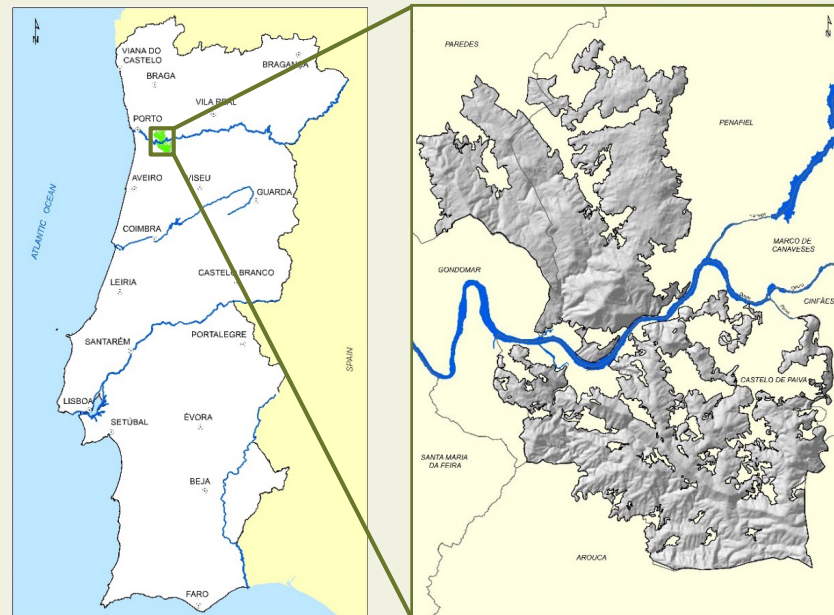 N
VIANA DO
CASTELO
BRAGANÇA
BRAGA
VILA REAL
PORTO
AVEIRO
VISEU
GUARDA
ATLANTIC OCEAN
COIMBRA
LEIRIA
CASTELO BRANCO
SANTARÉM
PORTALEGRE
SPAIN
LISBOA
SETÚBAL
ÉVORA
BEJA
FARO
N
PAREDES
PENAFIEL
MARCO DE
CANAVESES
GONDOMAR
CINFÃES
CASTELO DE PAIVA
SANTA MARIA
DA FEIRA
AROUCA